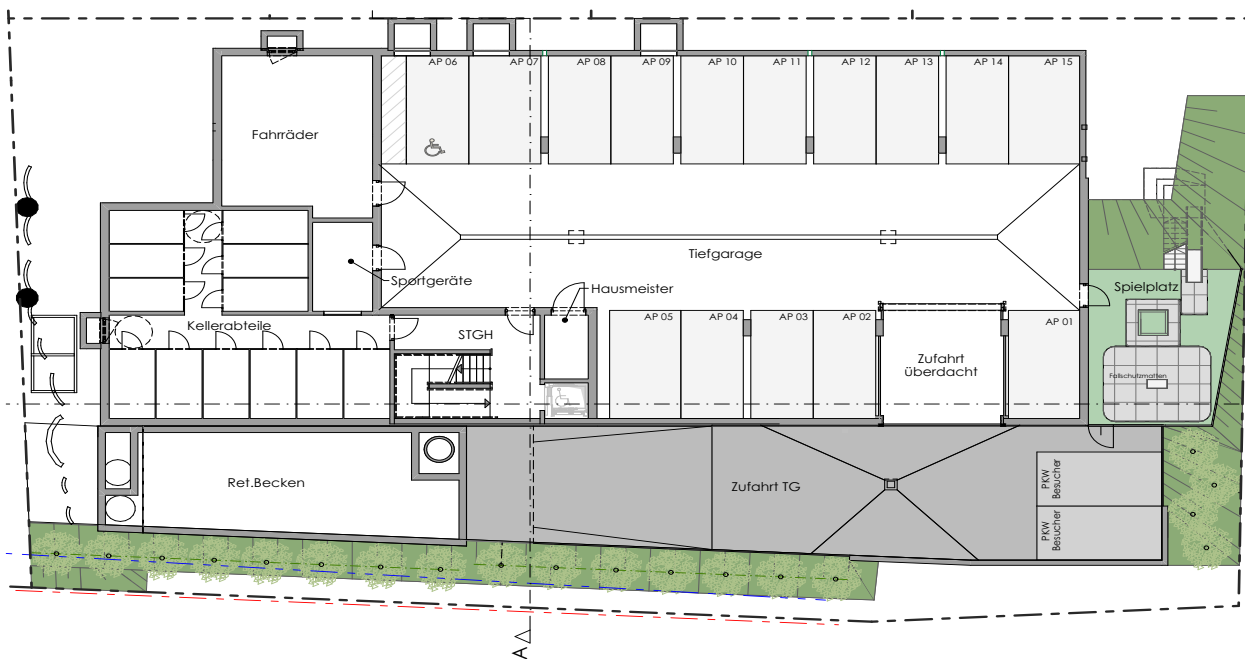 AP 06
AP 07
AP 08
AP 09
AP 10
AP 11
AP 12
AP 13
AP 14
AP 15
Fahrräder
Tiefgarage
Sportgeräte
Hausmeister
Spielplatz
Kellerabteile
STGH
AP 05
AP 04
AP 03
AP 02
AP 01
Zufahrt
überdacht
Fallschutzmatten
Ret.Becken
Zufahrt TG
PKW
Besucher
PKW
Besucher
A